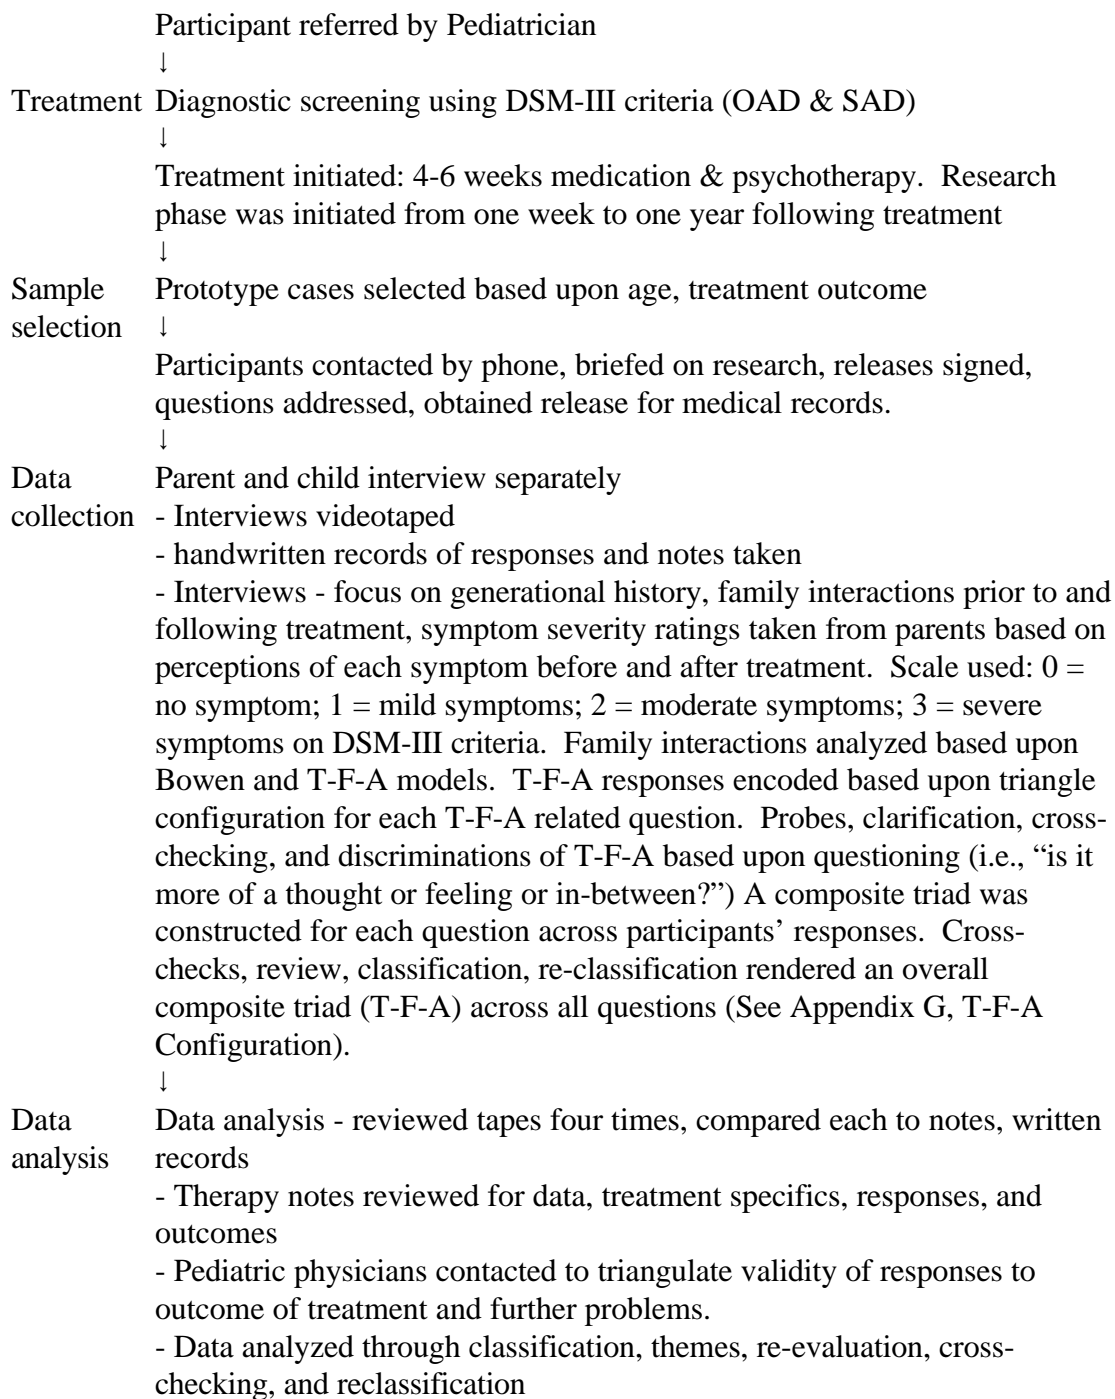 Participant referred by Pediatrician
↓
Treatment Diagnostic screening using DSM-III criteria (OAD & SAD)
↓
Treatment initiated: 4-6 weeks medication & psychotherapy. Research
phase was initiated from one week to one year following treatment
↓
Sample Prototype cases selected based upon age, treatment outcome
selection ↓
Participants contacted by phone, briefed on research, releases signed,
questions addressed, obtained release for medical records.
↓
Data Parent and child interview separately
collection - Interviews videotaped
- handwritten records of responses and notes taken
- Interviews - focus on generational history, family interactions prior to and
following treatment, symptom severity ratings taken from parents based on
perceptions of each symptom before and after treatment. Scale used: 0 =
no symptom; 1 = mild symptoms; 2 = moderate symptoms; 3 = severe
symptoms on DSM-III criteria. Family interactions analyzed based upon
Bowen and T-F-A models. T-F-A responses encoded based upon triangle
configuration for each T-F-A related question. Probes, clarification, cross-
checking, and discriminations of T-F-A based upon questioning (i.e., “is it
more of a thought or feeling or in-between?”) A composite triad was
constructed for each question across participants’ responses. Cross-
checks, review, classification, re-classification rendered an overall
composite triad (T-F-A) across all questions (See Appendix G, T-F-A
Configuration).
↓
Data Data analysis - reviewed tapes four times, compared each to notes, written
analysis records
- Therapy notes reviewed for data, treatment specifics, responses, and
outcomes
- Pediatric physicians contacted to triangulate validity of responses to
outcome of treatment and further problems.
- Data analyzed through classification, themes, re-evaluation, cross-
checking, and reclassification